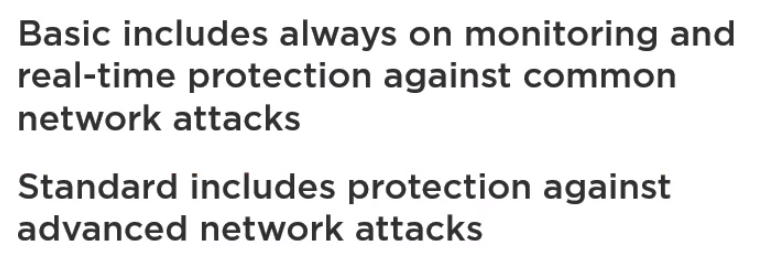 Basic includes always on monitoring and
real-time protection against common
network attacks
Standard includes protection against
advanced network attacks